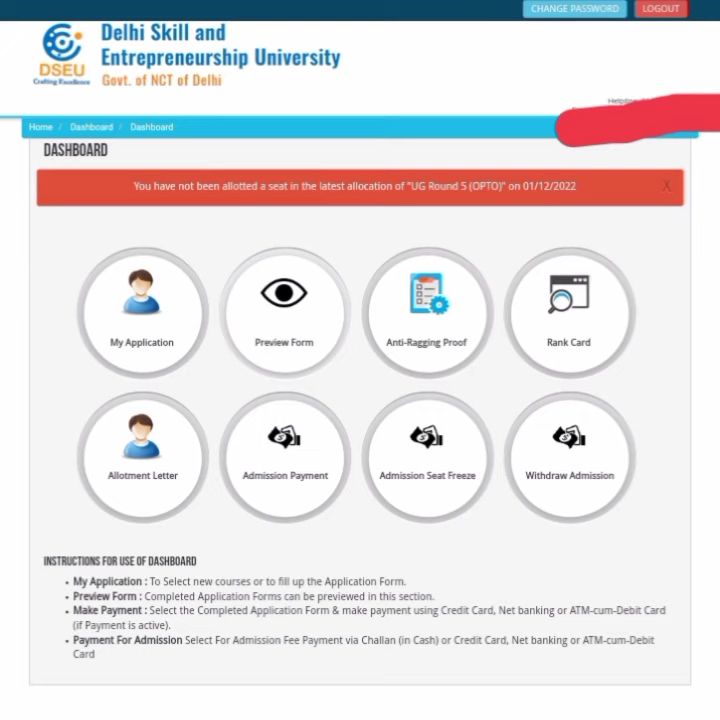 CHANGE PASSWORD LOGOUT
Delhi Skill and
Entrepreneurship University
Govt. of NCT of Delhi
DSEU
Crafting Excellence
Home / Dashboard / Dashboard
DASHBOARD
You have not been allotted a seat in the latest allocation of "UG Round 5 (OPTO)" on 01/12/2022 X
My Application Preview Form Anti-Ragging Proof Rank Card
Allotment Letter Admission Payment Admission Seat Freeze Withdraw Admission
INSTRUCTIONS FOR USE OF DASHBOARD
• My Application : To Select new courses or to fill up the Application Form.
• Preview Form : Completed Application Forms can be previewed in this section.
• Make Payment : Select the Completed Application Form & make payment using Credit Card, Net banking or ATM-cum-Debit Card
(if Payment is active).
• Payment For Admission Select For Admission Fee Payment via Challan (in Cash) or Credit Card, Net banking or ATM-cum-Debit
Card